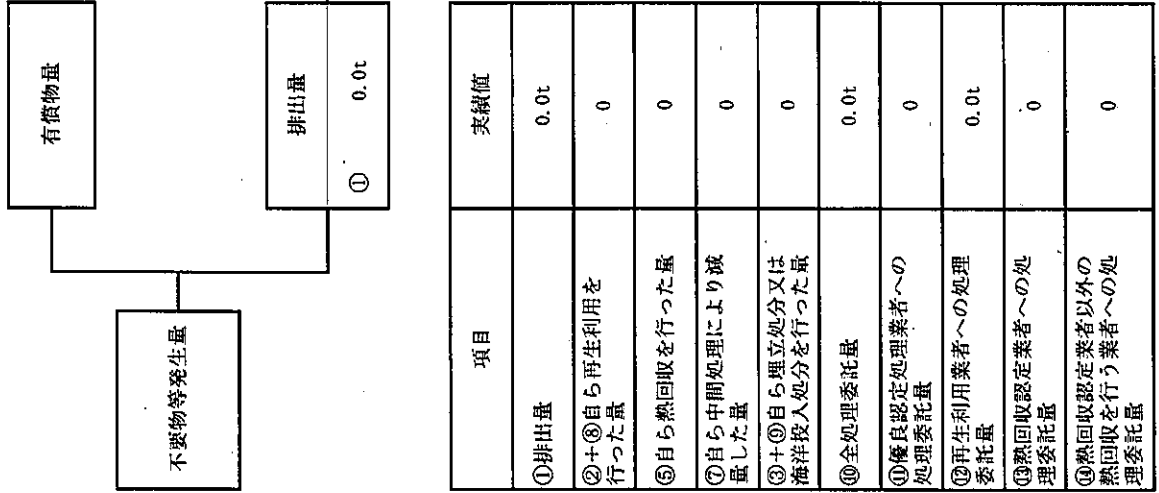 有償物量
不要物等発生量
排出量
① 0.0t
項目 実績値
①排出量 0.0t
②+⑧自ら再生利用を
行った量 0
⑤自ら熱回収を行った量 0
⑦自ら中間処理により減
量した量 0
③+⑨自ら埋立処分又は
海洋投入処分を行った量 0
⑩全処理委託量 0.0t
⑪優良認定処理業者への
処理委託量 0
⑫再生利用業者への処理
委託量 0.0t
⑬熱回収認定業者への処
理委託量 0
⑭熱回収認定業者以外の
熱回収を行う業者への処
理委託量 0